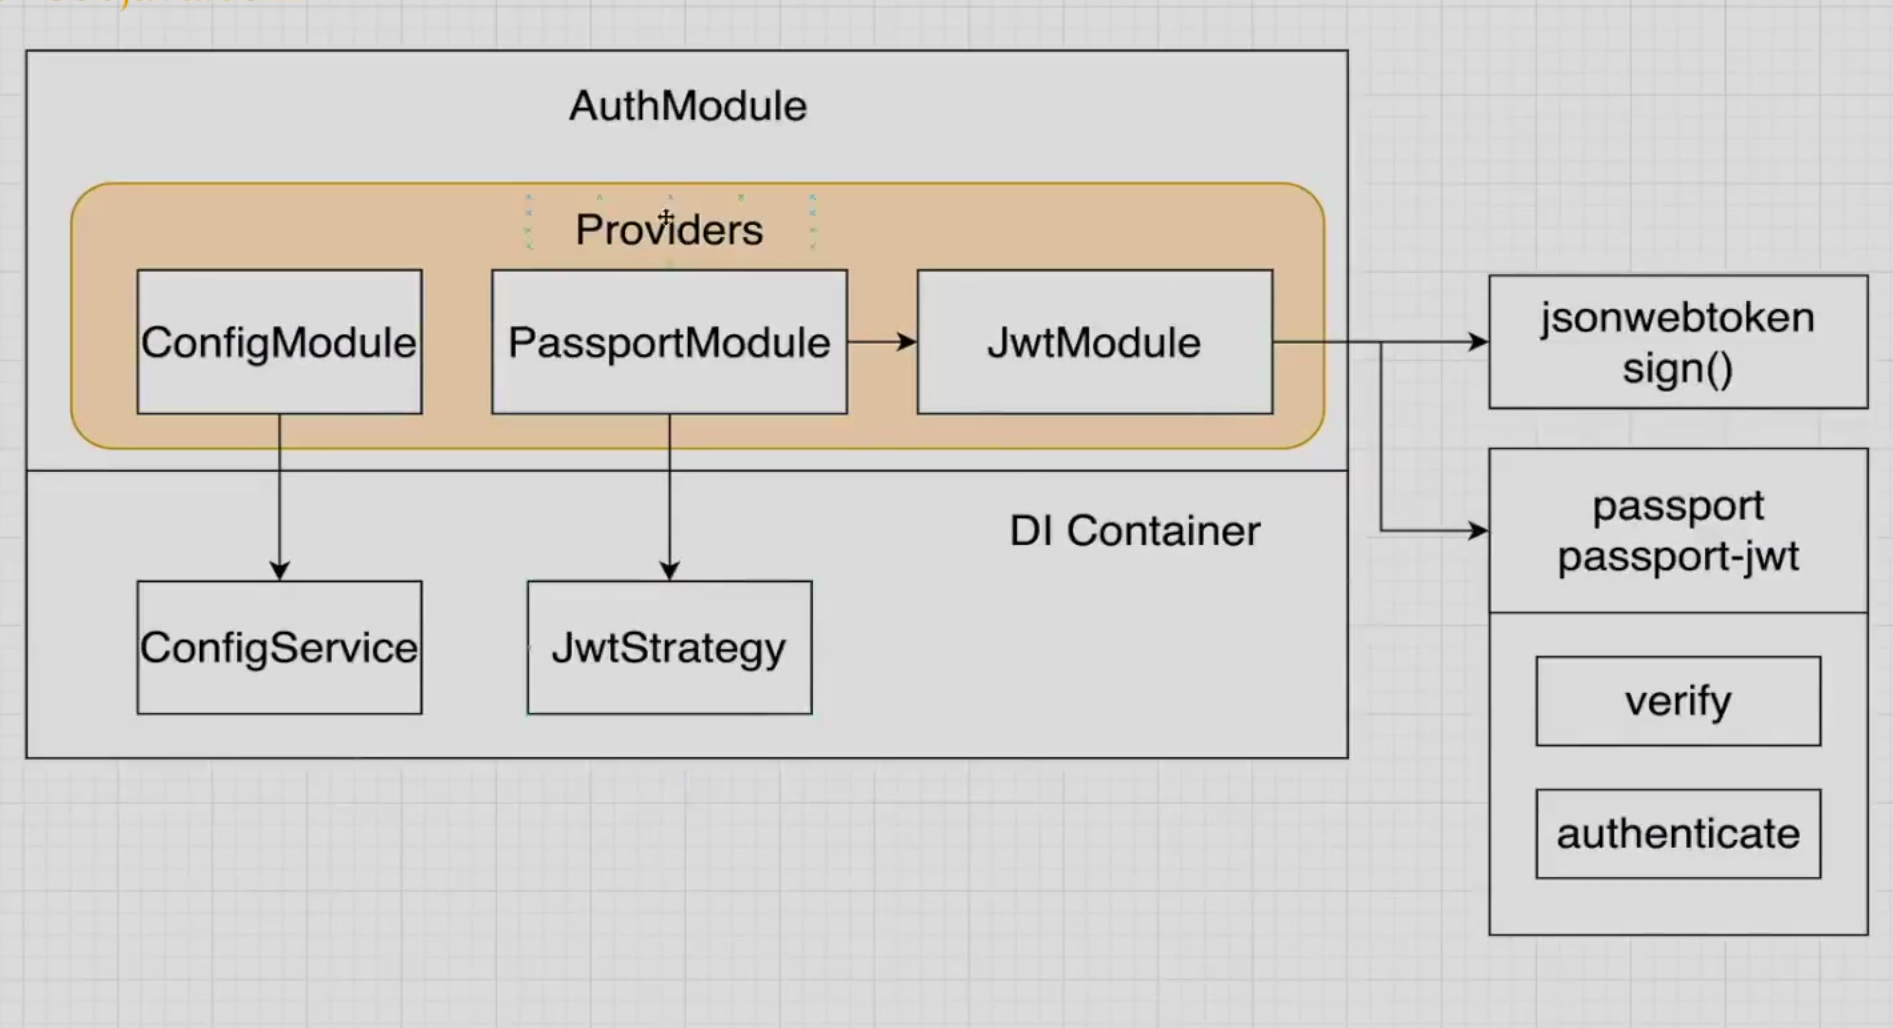 AuthModule
Providers
ConfigModule
PassportModule
JwtModule
jsonwebtoken
sign()
DI Container
passport
passport-jwt
ConfigService
JwtStrategy
verify
authenticate